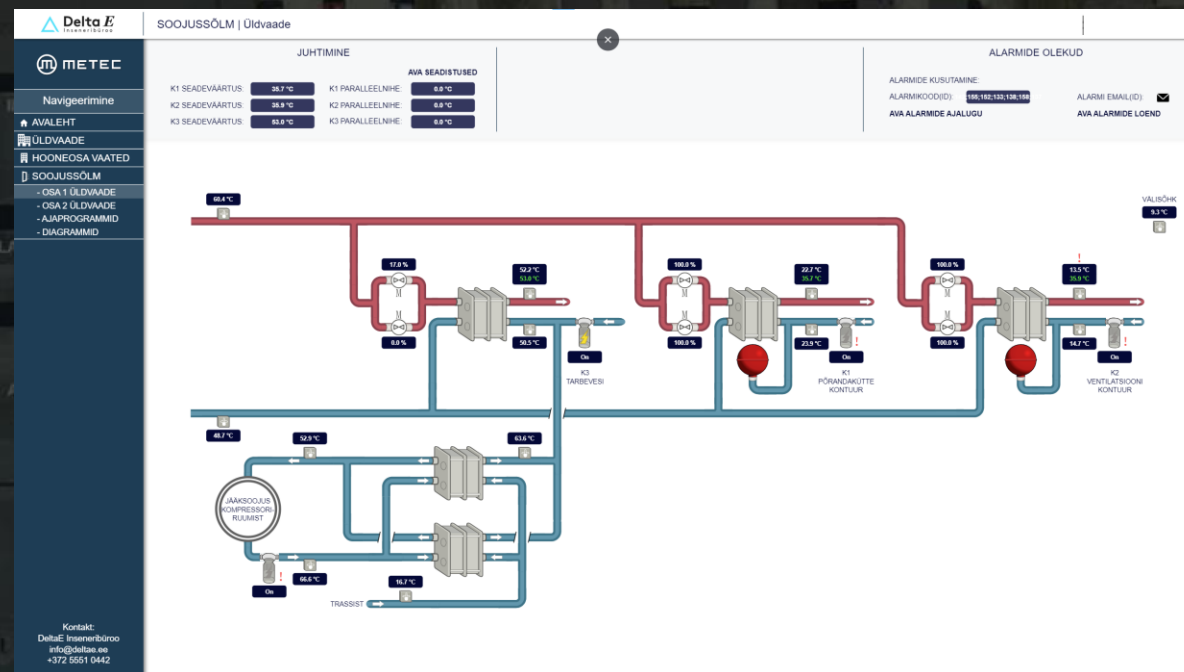 Delta E
Inseneribüroo
SOOJUSSÕLM | Üldvaade
METEC
Navigeerimine
AVALEHT
ÜLDVAADE
HOONEOSA VAATED
SOOJUSSÕLM
- OSA 1 ÜLDVAADE
- OSA 2 ÜLDVAADE
- AJAPROGRAMMID
- DIAGRAMMID
Kontakt:
DeltaE Inseneribüroo
info@deltae.ee
+372 5551 0442
JUHTIMINE
AVA SEADISTUSED
K1 SEADEVÄÄRTUS: 35.7 °C K1 PARALLEELNIHE: 0.0 °C
K2 SEADEVÄÄRTUS: 35.9 °C K2 PARALLEELNIHE: 0.0 °C
K3 SEADEVÄÄRTUS: 53.0 °C K3 PARALLEELNIHE: 0.0 °C
ALARMIDE OLEKUD
ALARMIDE KUSUTAMINE:
ALARMIKOOD(ID): ALARMI EMAIL(ID):
AVA ALARMIDE AJALUGU AVA ALARMIDE LOEND
VÄLISÕHK
9.3 °C
60.4 °C
17.0 %
M
M
0.0 %
52.2 °C
53.0 °C
50.5 °C
On
K3
TARBEVESI
100.0 %
M
M
100.0 %
22.7 °C
35.7 °C
23.9 °C
!
On
K1
PÕRANDAKÜTTE
KONTUUR
100.0 %
M
M
100.0 %
!
13.5 °C
35.9 °C
14.7 °C
!
On
K2
VENTILATSIOONI
KONTUUR
48.7 °C
52.9 °C
63.6 °C
JÄÄKSOOJUS
KOMPRESSORI-
RUUMIST
!
On
66.6 °C
16.7 °C
TRASSIST